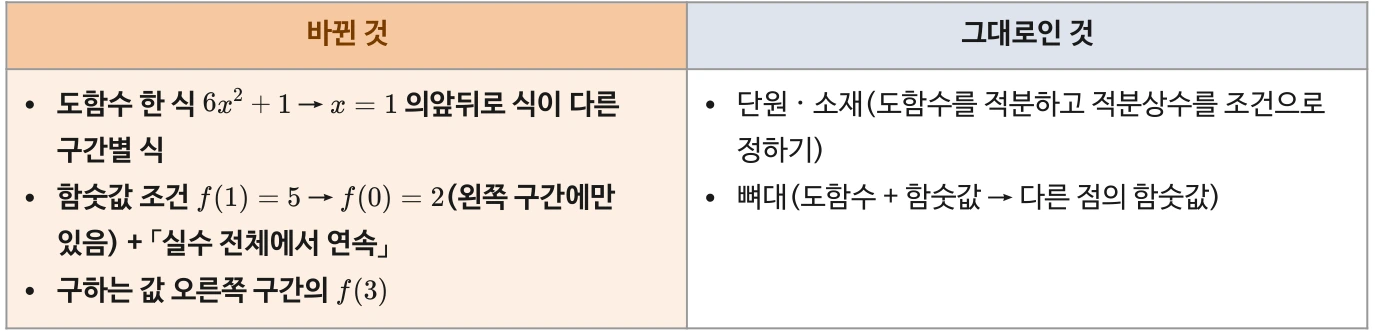 바뀐 것
그대로인 것
• 도함수 한 식 6x² + 1 → x = 1 의앞뒤로 식이 다른
구간별 식
• 함숫값 조건 f(1) = 5 → f(0) = 2(왼쪽 구간에만
있음) +「실수 전체에서 연속」
• 구하는 값 오른쪽 구간의 f(3)
• 단원 · 소재(도함수를 적분하고 적분상수를 조건으로
정하기)
• 뼈대(도함수 + 함숫값 → 다른 점의 함숫값)